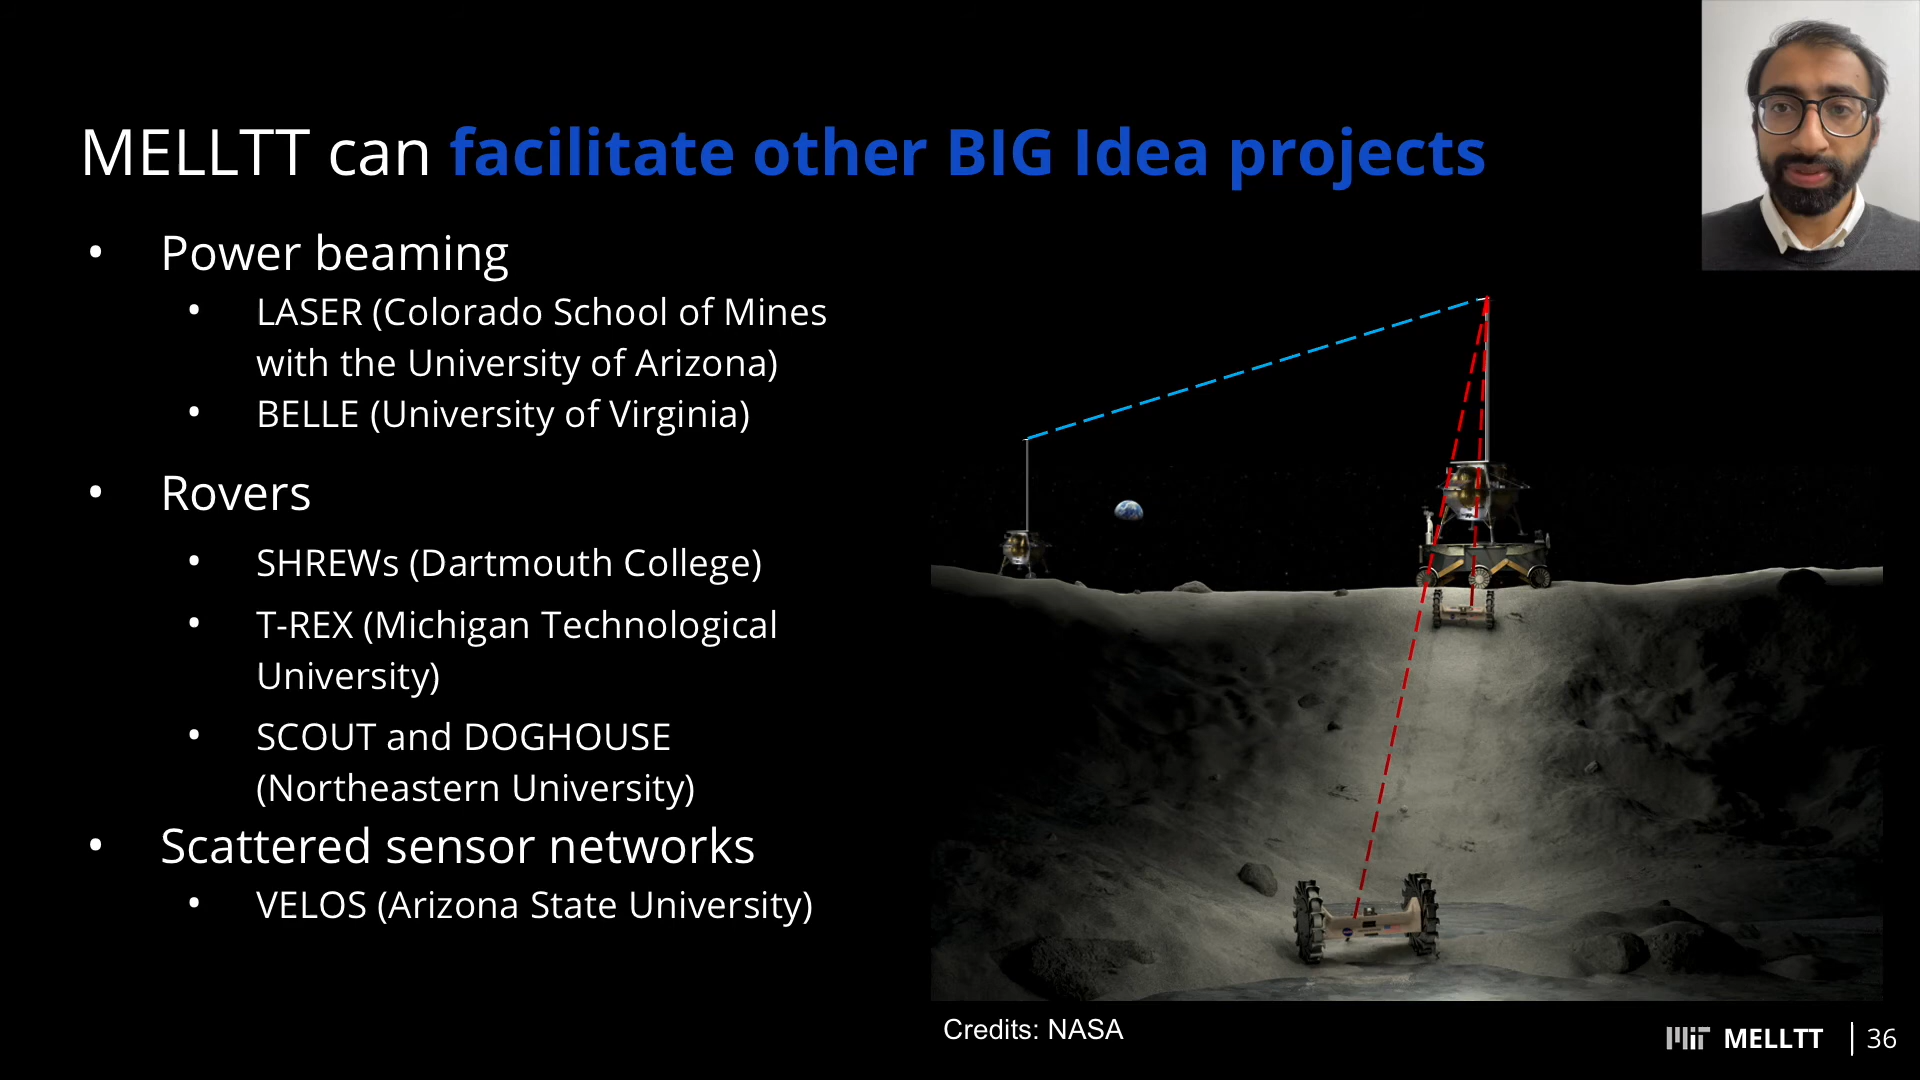 MELLTT can facilitate other BIG Idea projects
• Power beaming
• LASER (Colorado School of Mines
with the University of Arizona)
• BELLE (University of Virginia)
• Rovers
• SHREWs (Dartmouth College)
• T-REX (Michigan Technological
University)
• SCOUT and DOGHOUSE
(Northeastern University)
• Scattered sensor networks
• VELOS (Arizona State University)
Credits: NASA
MIT MELLTT | 36